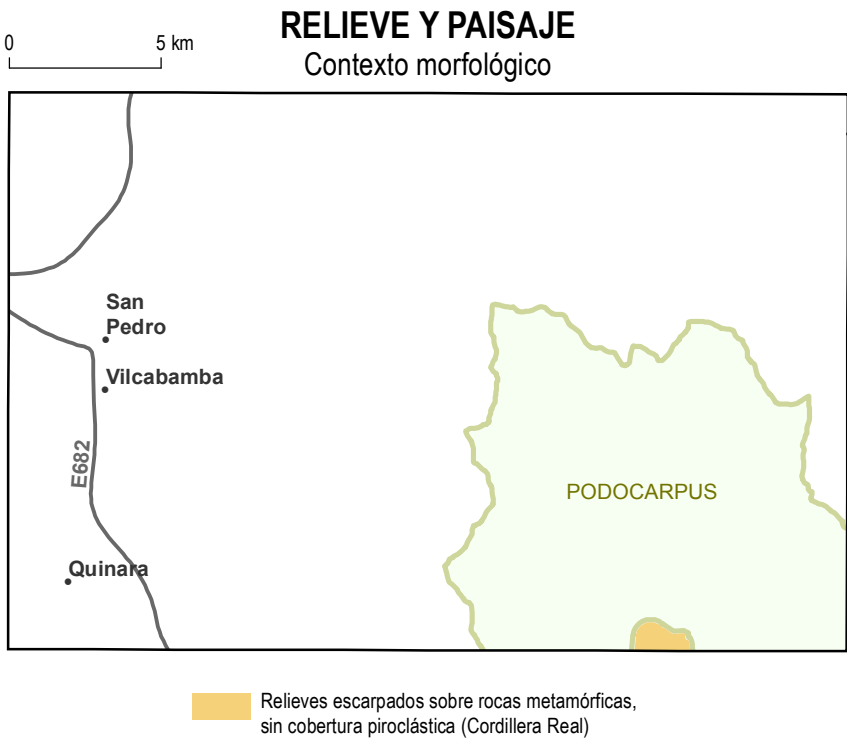 RELIEVE Y PAISAJE
Contexto morfológico
0
5 km
San
Pedro
Vilcabamba
E682
Quinara
PODOCARPUS
Relieves escarpados sobre rocas metamórficas,
sin cobertura piroclástica (Cordillera Real)